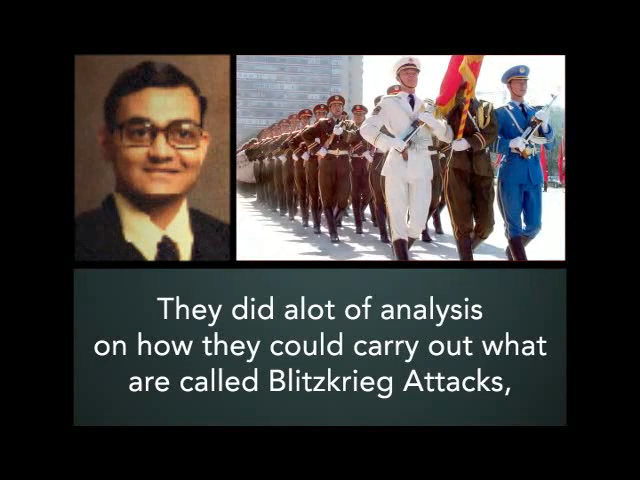 They did alot of analysis
on how they could carry out what
are called Blitzkrieg Attacks,